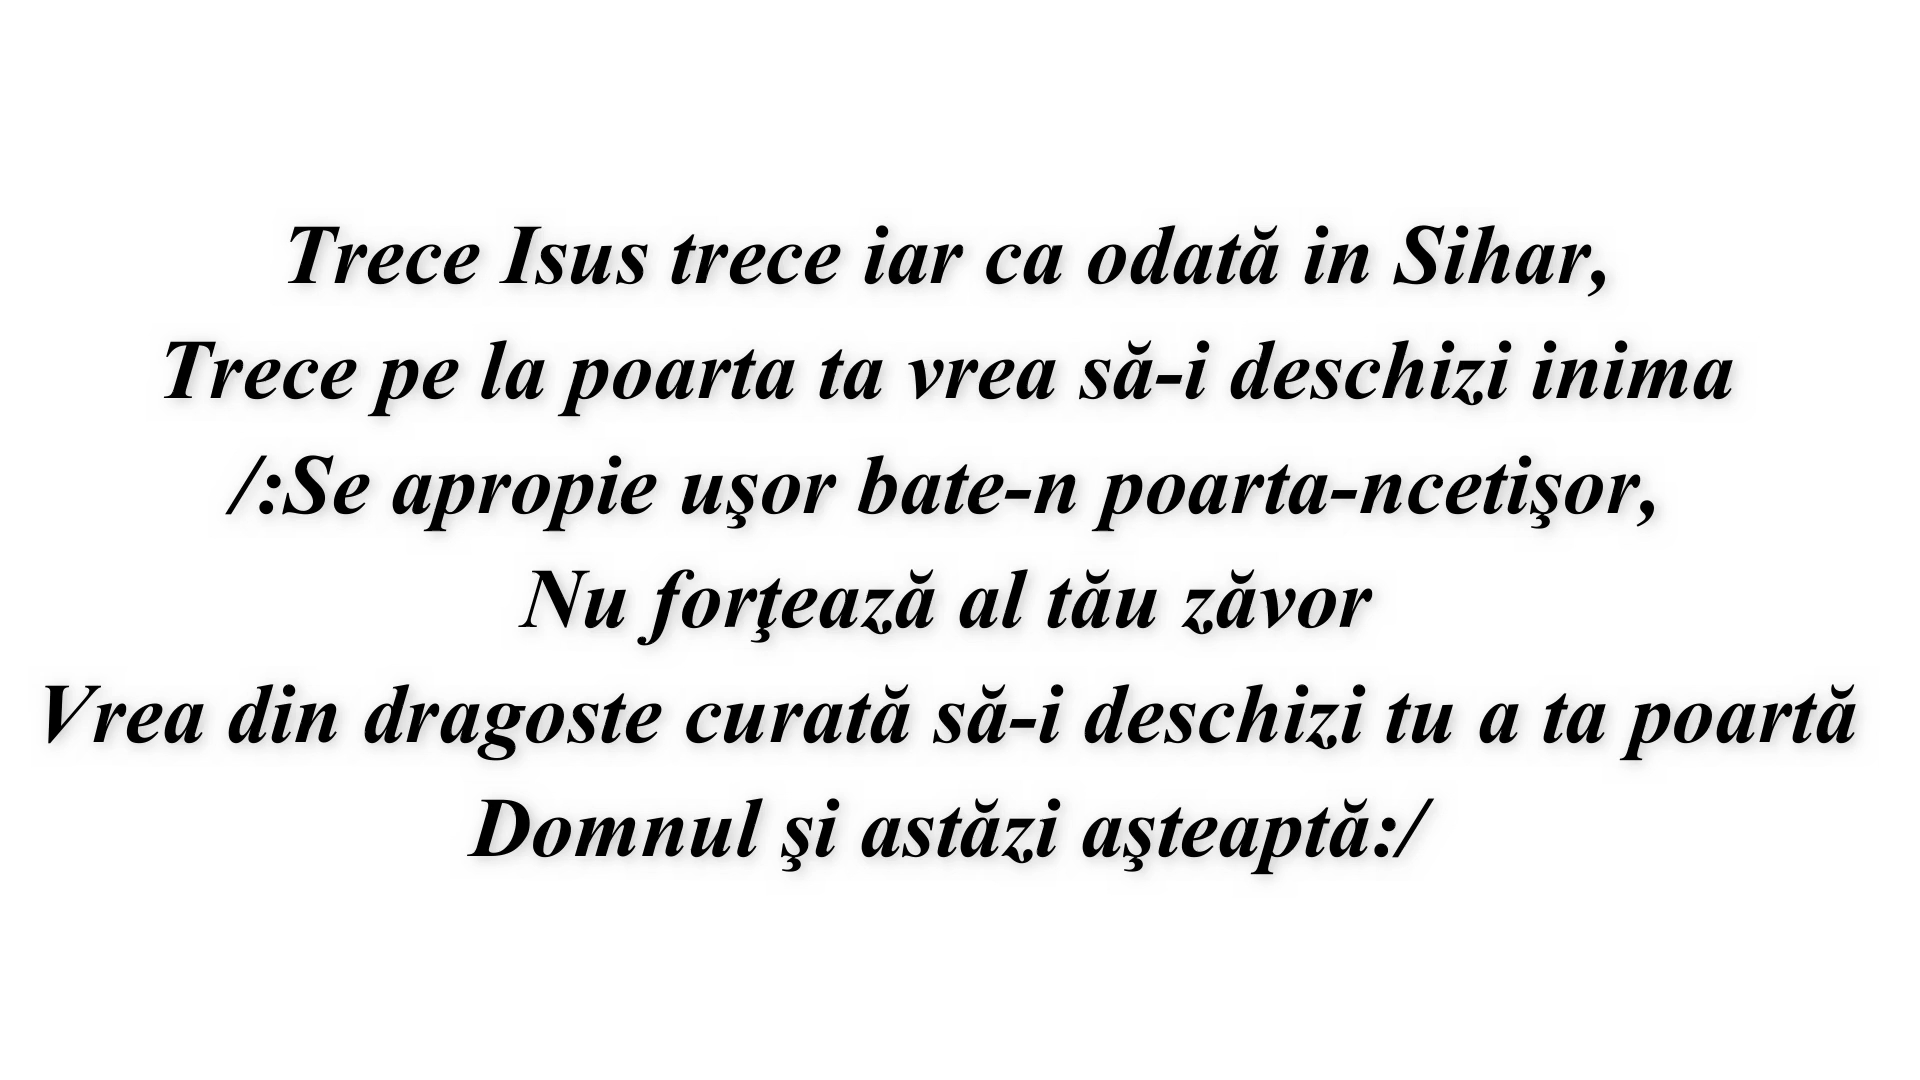 Trece Isus trece iar ca odată in Sihar,
Trece pe la poarta ta vrea să-i deschizi inima
/:Se apropie uşor bate-n poarta-ncetişor,
Nu forţează al tău zăvor
Vrea din dragoste curată să-i deschizi tu a ta poartă
Domnul şi astăzi aşteaptă:/